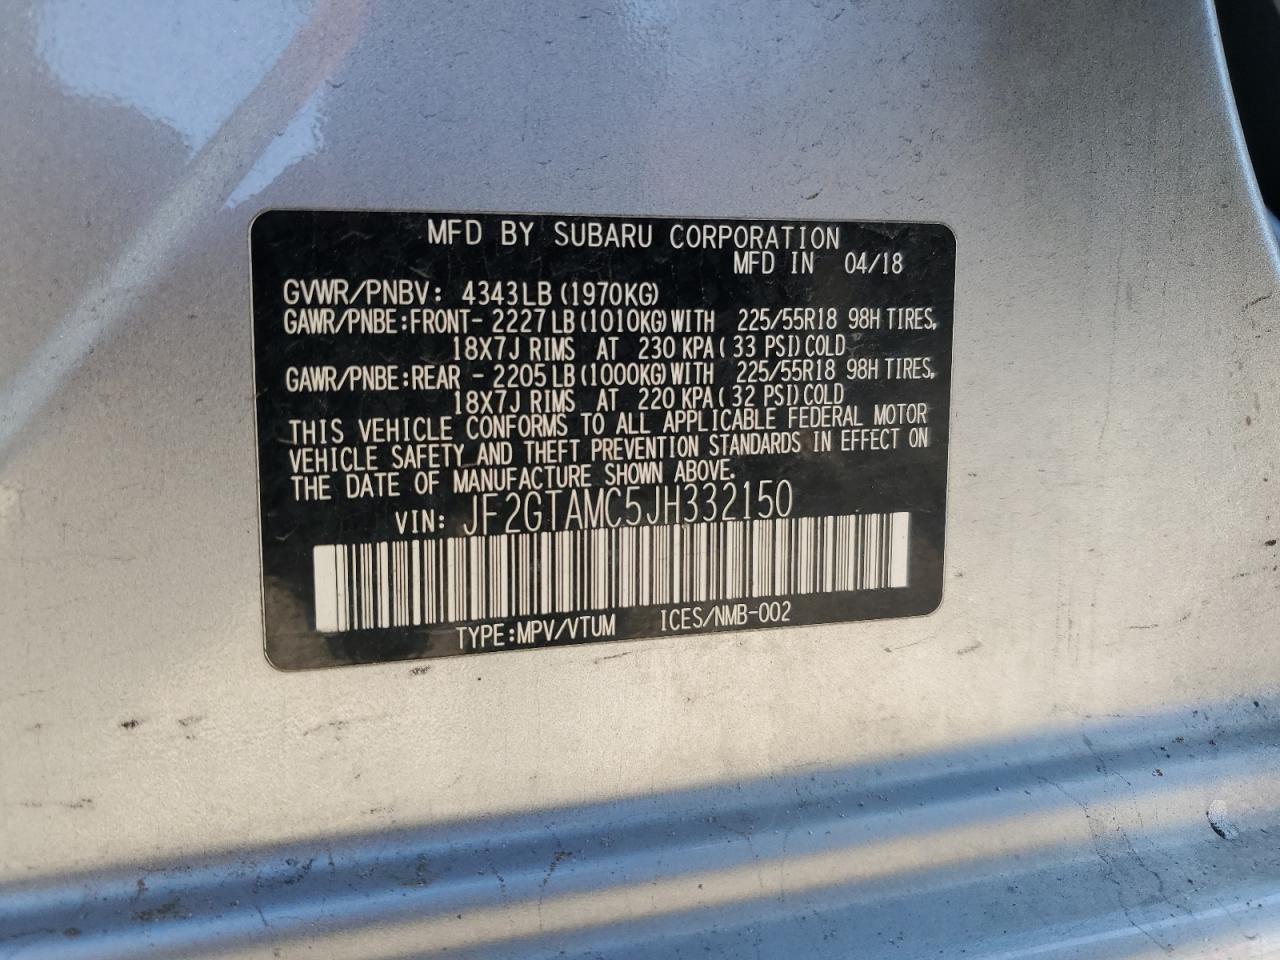 MFD BY SUBARU CORPORATION
MFD IN 04/18
GVWR/PNBV: 4343LB (1970KG)
GAWR/PNBE: FRONT- 2227 LB (1010KG) WITH 225/55R18 98H TIRES,
18X7J RIMS AT 230 KPA ( 33 PSI) COLD
GAWR/PNBE: REAR - 2205 LB (1000KG) WITH 225/55R18 98H TIRES,
18X7J RIMS AT 220 KPA ( 32 PSI) COLD
THIS VEHICLE CONFORMS TO ALL APPLICABLE FEDERAL MOTOR
VEHICLE SAFETY AND THEFT PREVENTION STANDARDS IN EFFECT ON
THE DATE OF MANUFACTURE SHOWN ABOVE.
VIN: JF2GTAMC5JH332150
TYPE: MPV/VTUM ICES/NMB-002